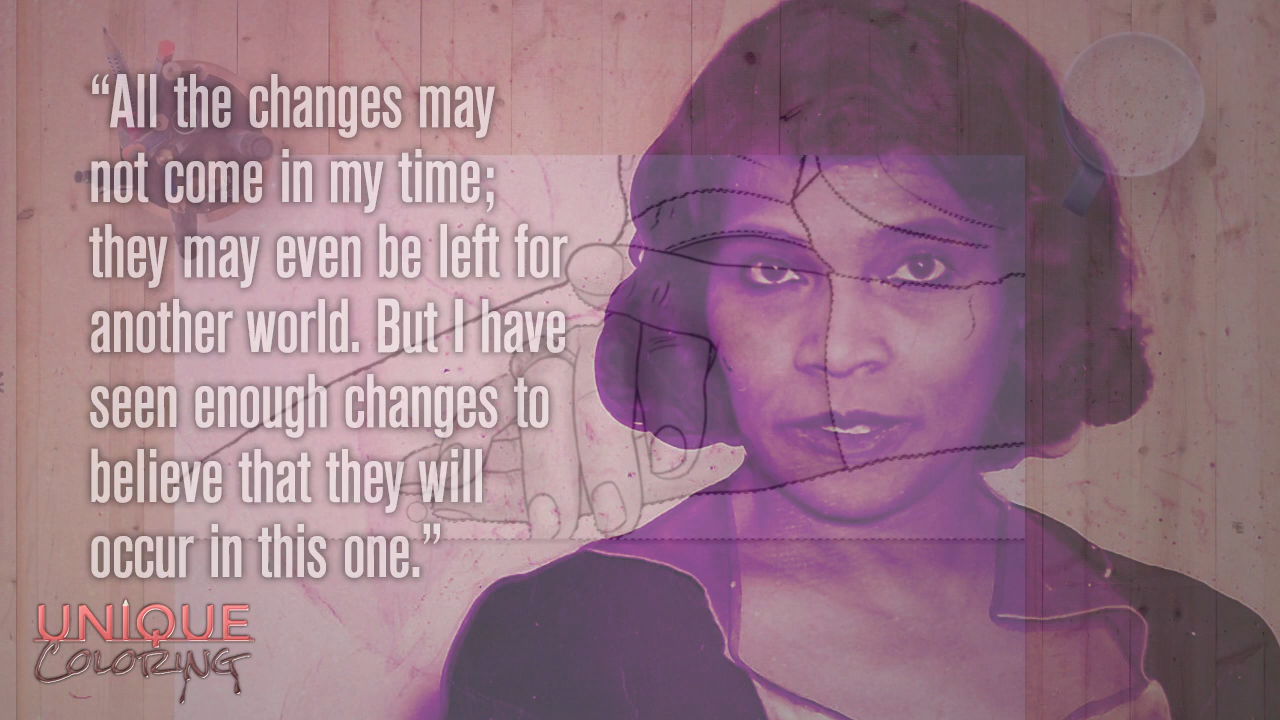 “All the changes may
not come in my time;
they may even be left for
another world. But I have
seen enough changes to
believe that they will
occur in this one.”
UNIQUE
COLORING